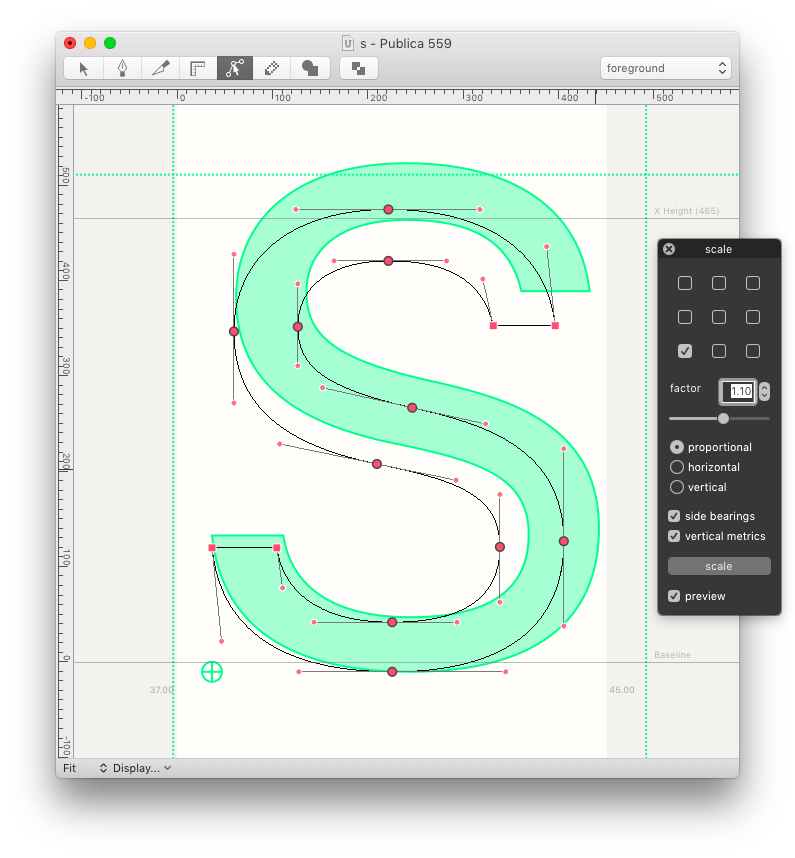 s - Publica 559
foreground
-100 0 100 200 300 400 500
500
X Height (465)
400
300
200
100
0
-100
Baseline
37.00
45.00
Fit
Display...
scale
factor
1.10
proportional
horizontal
vertical
side bearings
vertical metrics
scale
preview